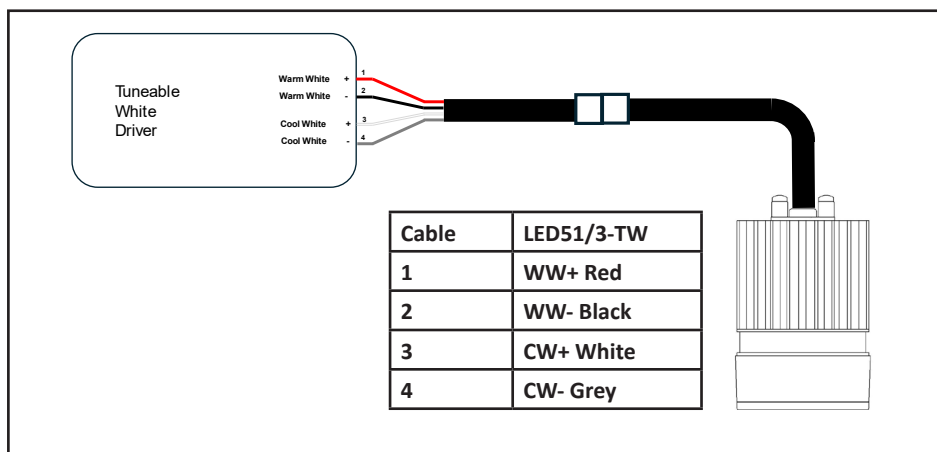 Tuneable
White
Driver
Warm White + 1
Warm White - 2
Cool White + 3
Cool White - 4
Cable LED51/3-TW
1 WW+ Red
2 WW- Black
3 CW+ White
4 CW- Grey